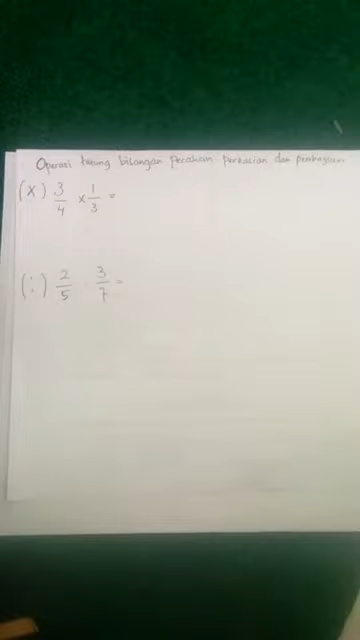 Operasi hitung bilangan pecahan Perkalian dan pembagian
(x) 3/4 x 1/3 =
(:) 2/5 3/7 =